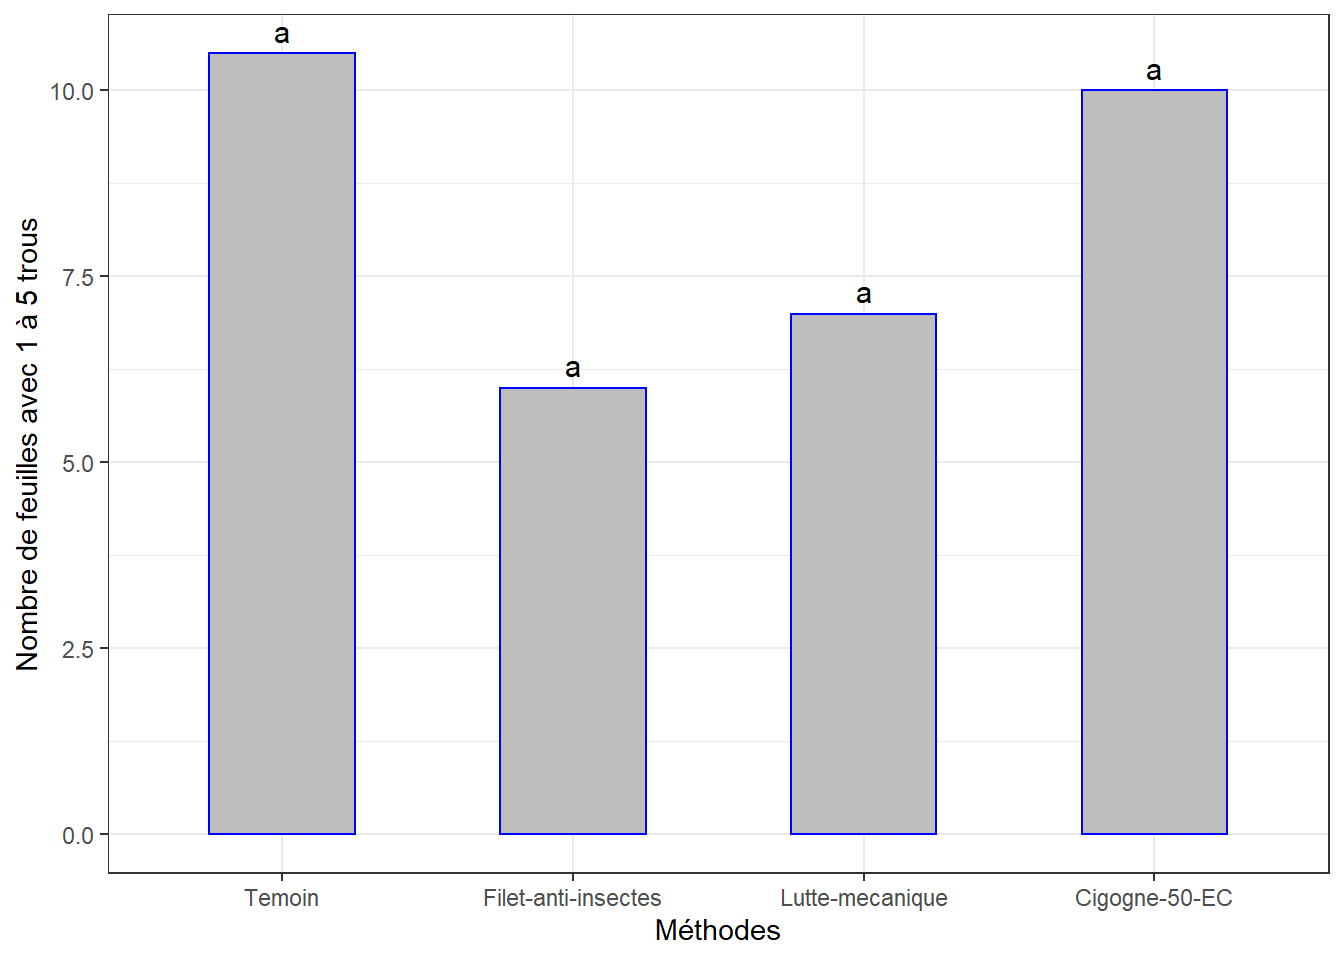 a
a
a
a
10.0
7.5
5.0
2.5
0.0
Nombre de feuilles avec 1 à 5 trous
Temoin
Filet-anti-insectes
Lutte-mecanique
Cigogne-50-EC
Méthodes